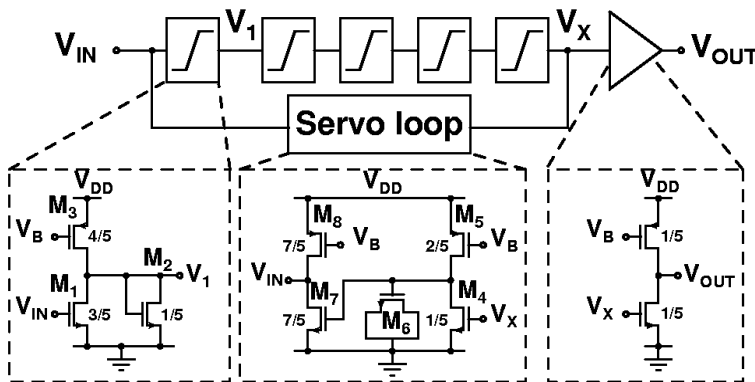 V_IN V_1 V_X V_OUT
Servo loop
V_DD
M_3
V_B 4/5
M_2
V_1
M_1
V_IN 3/5 1/5
V_DD
M_8 M_5
7/5 V_B 2/5 V_B
V_IN
M_7 M_4
7/5 M_6 1/5 V_X
V_DD
V_B 1/5
V_OUT
V_X 1/5